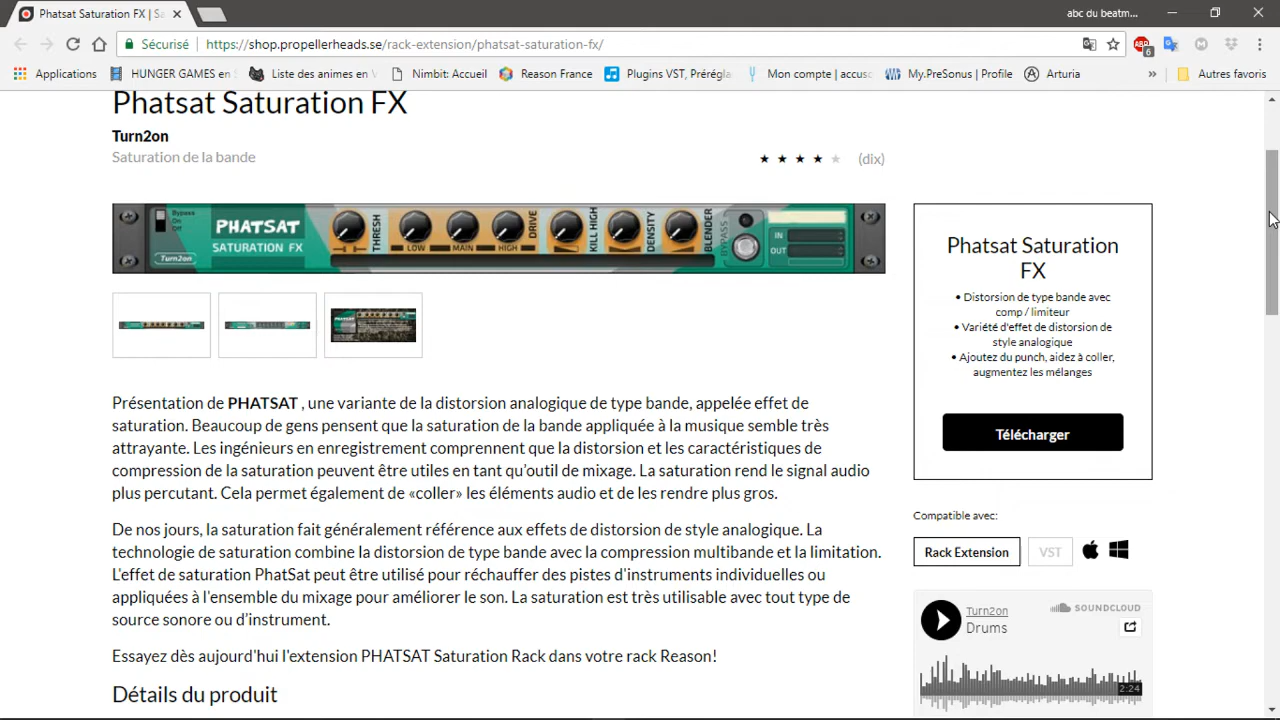 Phatsat Saturation FX | Sa
abc du beatm...
Sécurisé
https://shop.propellerheads.se/rack-extension/phatsat-saturation-fx/
ABP
6
Applications
HUNGER GAMES en S
Liste des animes en V
Nimbit: Accueil
Reason France
Plugins VST, Prérégla
Mon compte | accusc
My.PreSonus | Profile
Arturia
»
Autres favoris
Phatsat Saturation FX
Turn2on
Saturation de la bande
(dix)
Bypass
On
Off
PHATSAT
SATURATION FX
Turn2on
THRESH
LOW
MAIN
HIGH
DRIVE
KILL HIGH
DENSITY
BLENDER
BYPASS
IN
OUT
Phatsat Saturation
FX
• Distorsion de type bande avec
comp / limiteur
• Variété d'effet de distorsion de
style analogique
• Ajoutez du punch, aidez à coller,
augmentez les mélanges
Télécharger
Présentation de PHATSAT , une variante de la distorsion analogique de type bande, appelée effet de
saturation. Beaucoup de gens pensent que la saturation de la bande appliquée à la musique semble très
attrayante. Les ingénieurs en enregistrement comprennent que la distorsion et les caractéristiques de
compression de la saturation peuvent être utiles en tant qu'outil de mixage. La saturation rend le signal audio
plus percutant. Cela permet également de «coller» les éléments audio et de les rendre plus gros.
De nos jours, la saturation fait généralement référence aux effets de distorsion de style analogique. La
technologie de saturation combine la distorsion de type bande avec la compression multibande et la limitation.
L'effet de saturation PhatSat peut être utilisé pour réchauffer des pistes d'instruments individuelles ou
appliquées à l'ensemble du mixage pour améliorer le son. La saturation est très utilisable avec tout type de
source sonore ou d'instrument.
Essayez dès aujourd'hui l'extension PHATSAT Saturation Rack dans votre rack Reason!
Détails du produit
Compatible avec:
Rack Extension
VST
Turn2on
SOUNDCLOUD
Drums
2:24